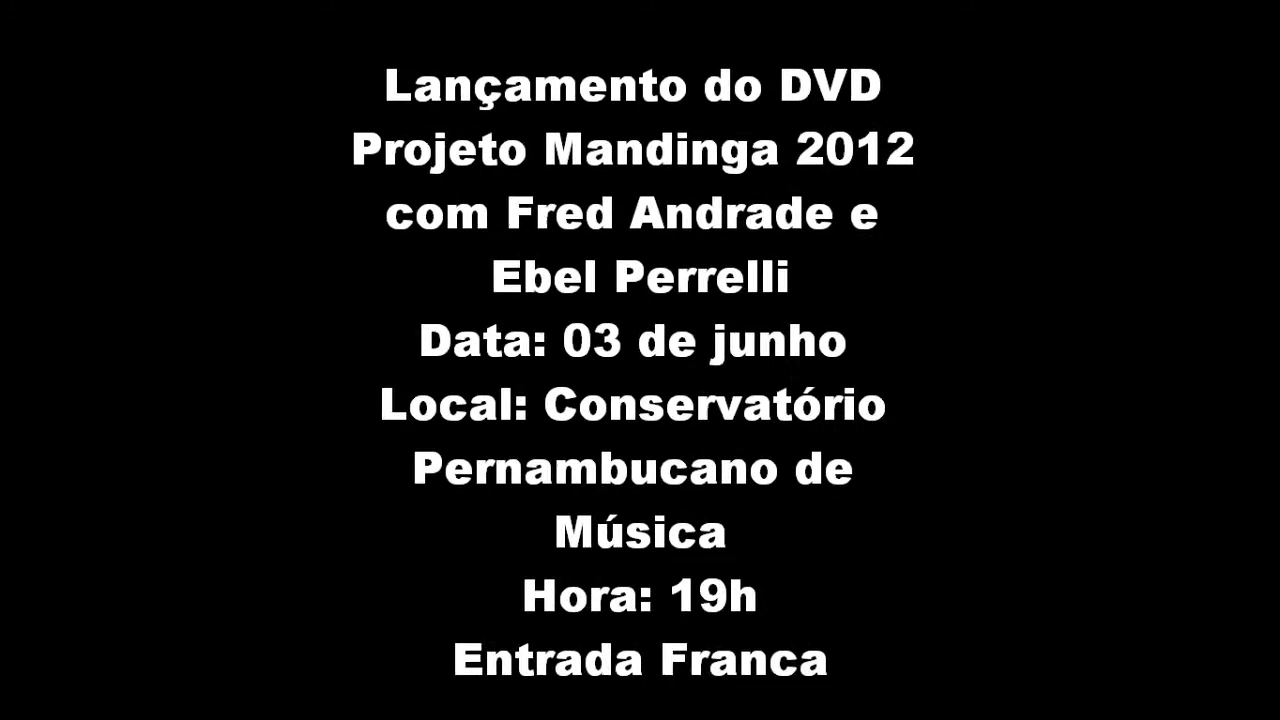 Lançamento do DVD
Projeto Mandinga 2012
com Fred Andrade e
Ebel Perrelli
Data: 03 de junho
Local: Conservatório
Pernambucano de
Música
Hora: 19h
Entrada Franca